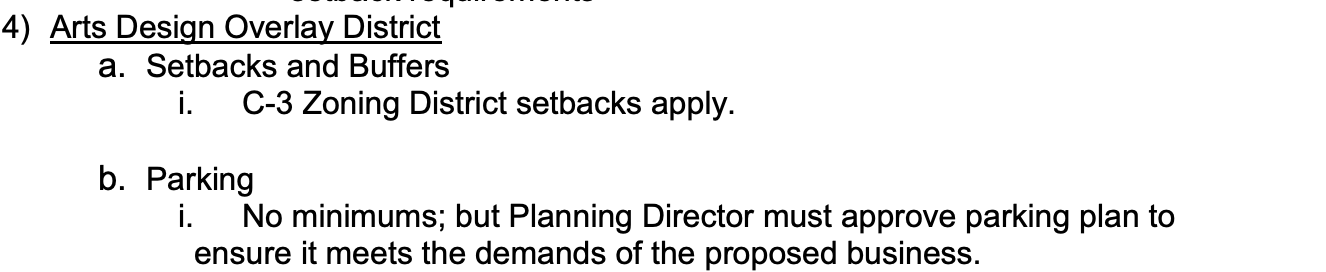 4) Arts Design Overlay District
a. Setbacks and Buffers
i. C-3 Zoning District setbacks apply.
b. Parking
i. No minimums; but Planning Director must approve parking plan to
ensure it meets the demands of the proposed business.